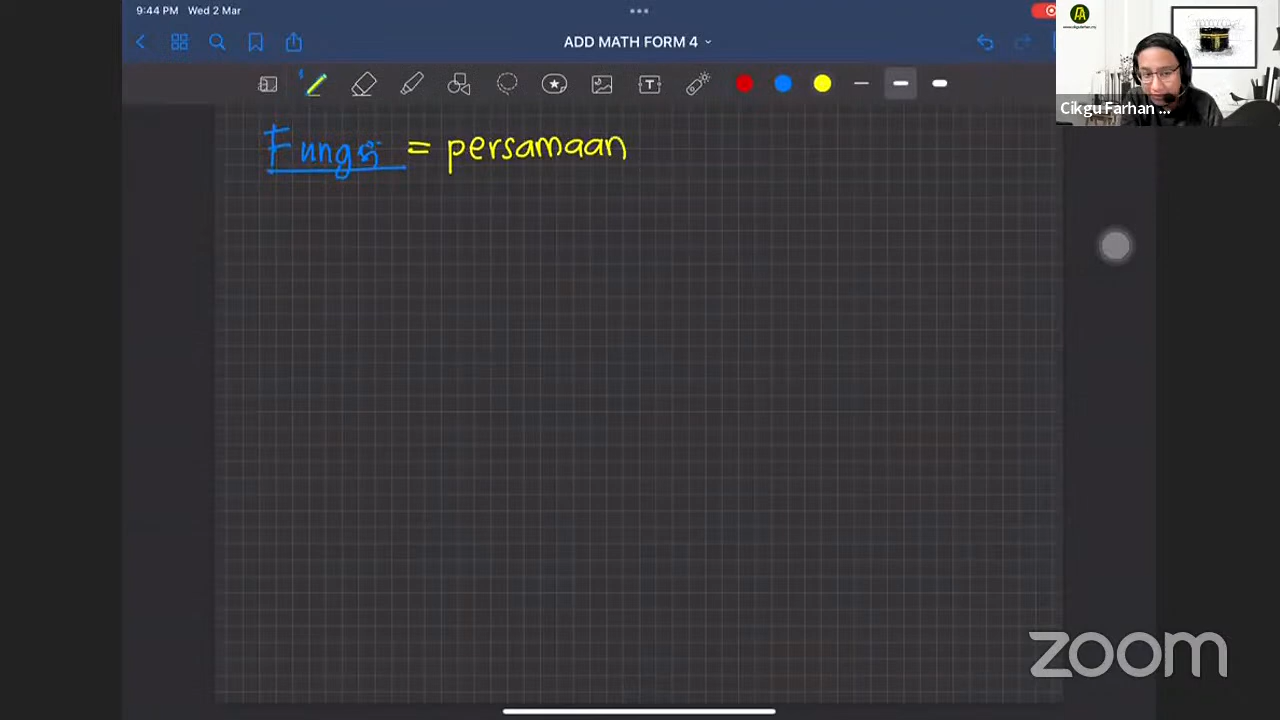 9:44 PM Wed 2 Mar
ADD MATH FORM 4
Cikgu Farhan ...
Fungsi = persamaan
zoom